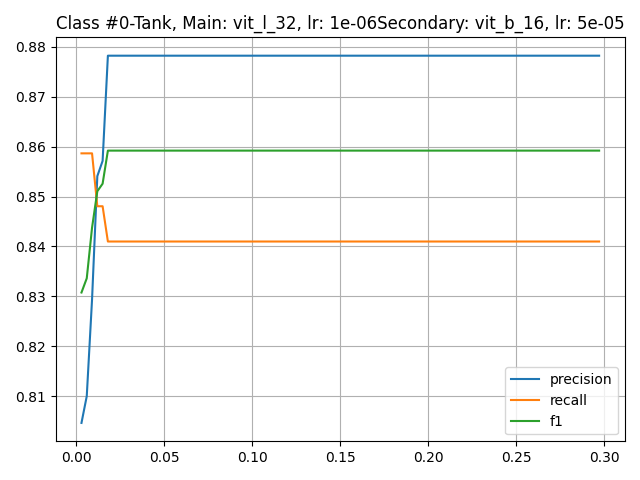 Class #0-Tank, Main: vit_l_32, lr: 1e-06Secondary: vit_b_16, lr: 5e-05
0.88
0.87
0.86
0.85
0.84
0.83
0.82
0.81
precision
recall
f1
0.00 0.05 0.10 0.15 0.20 0.25 0.30